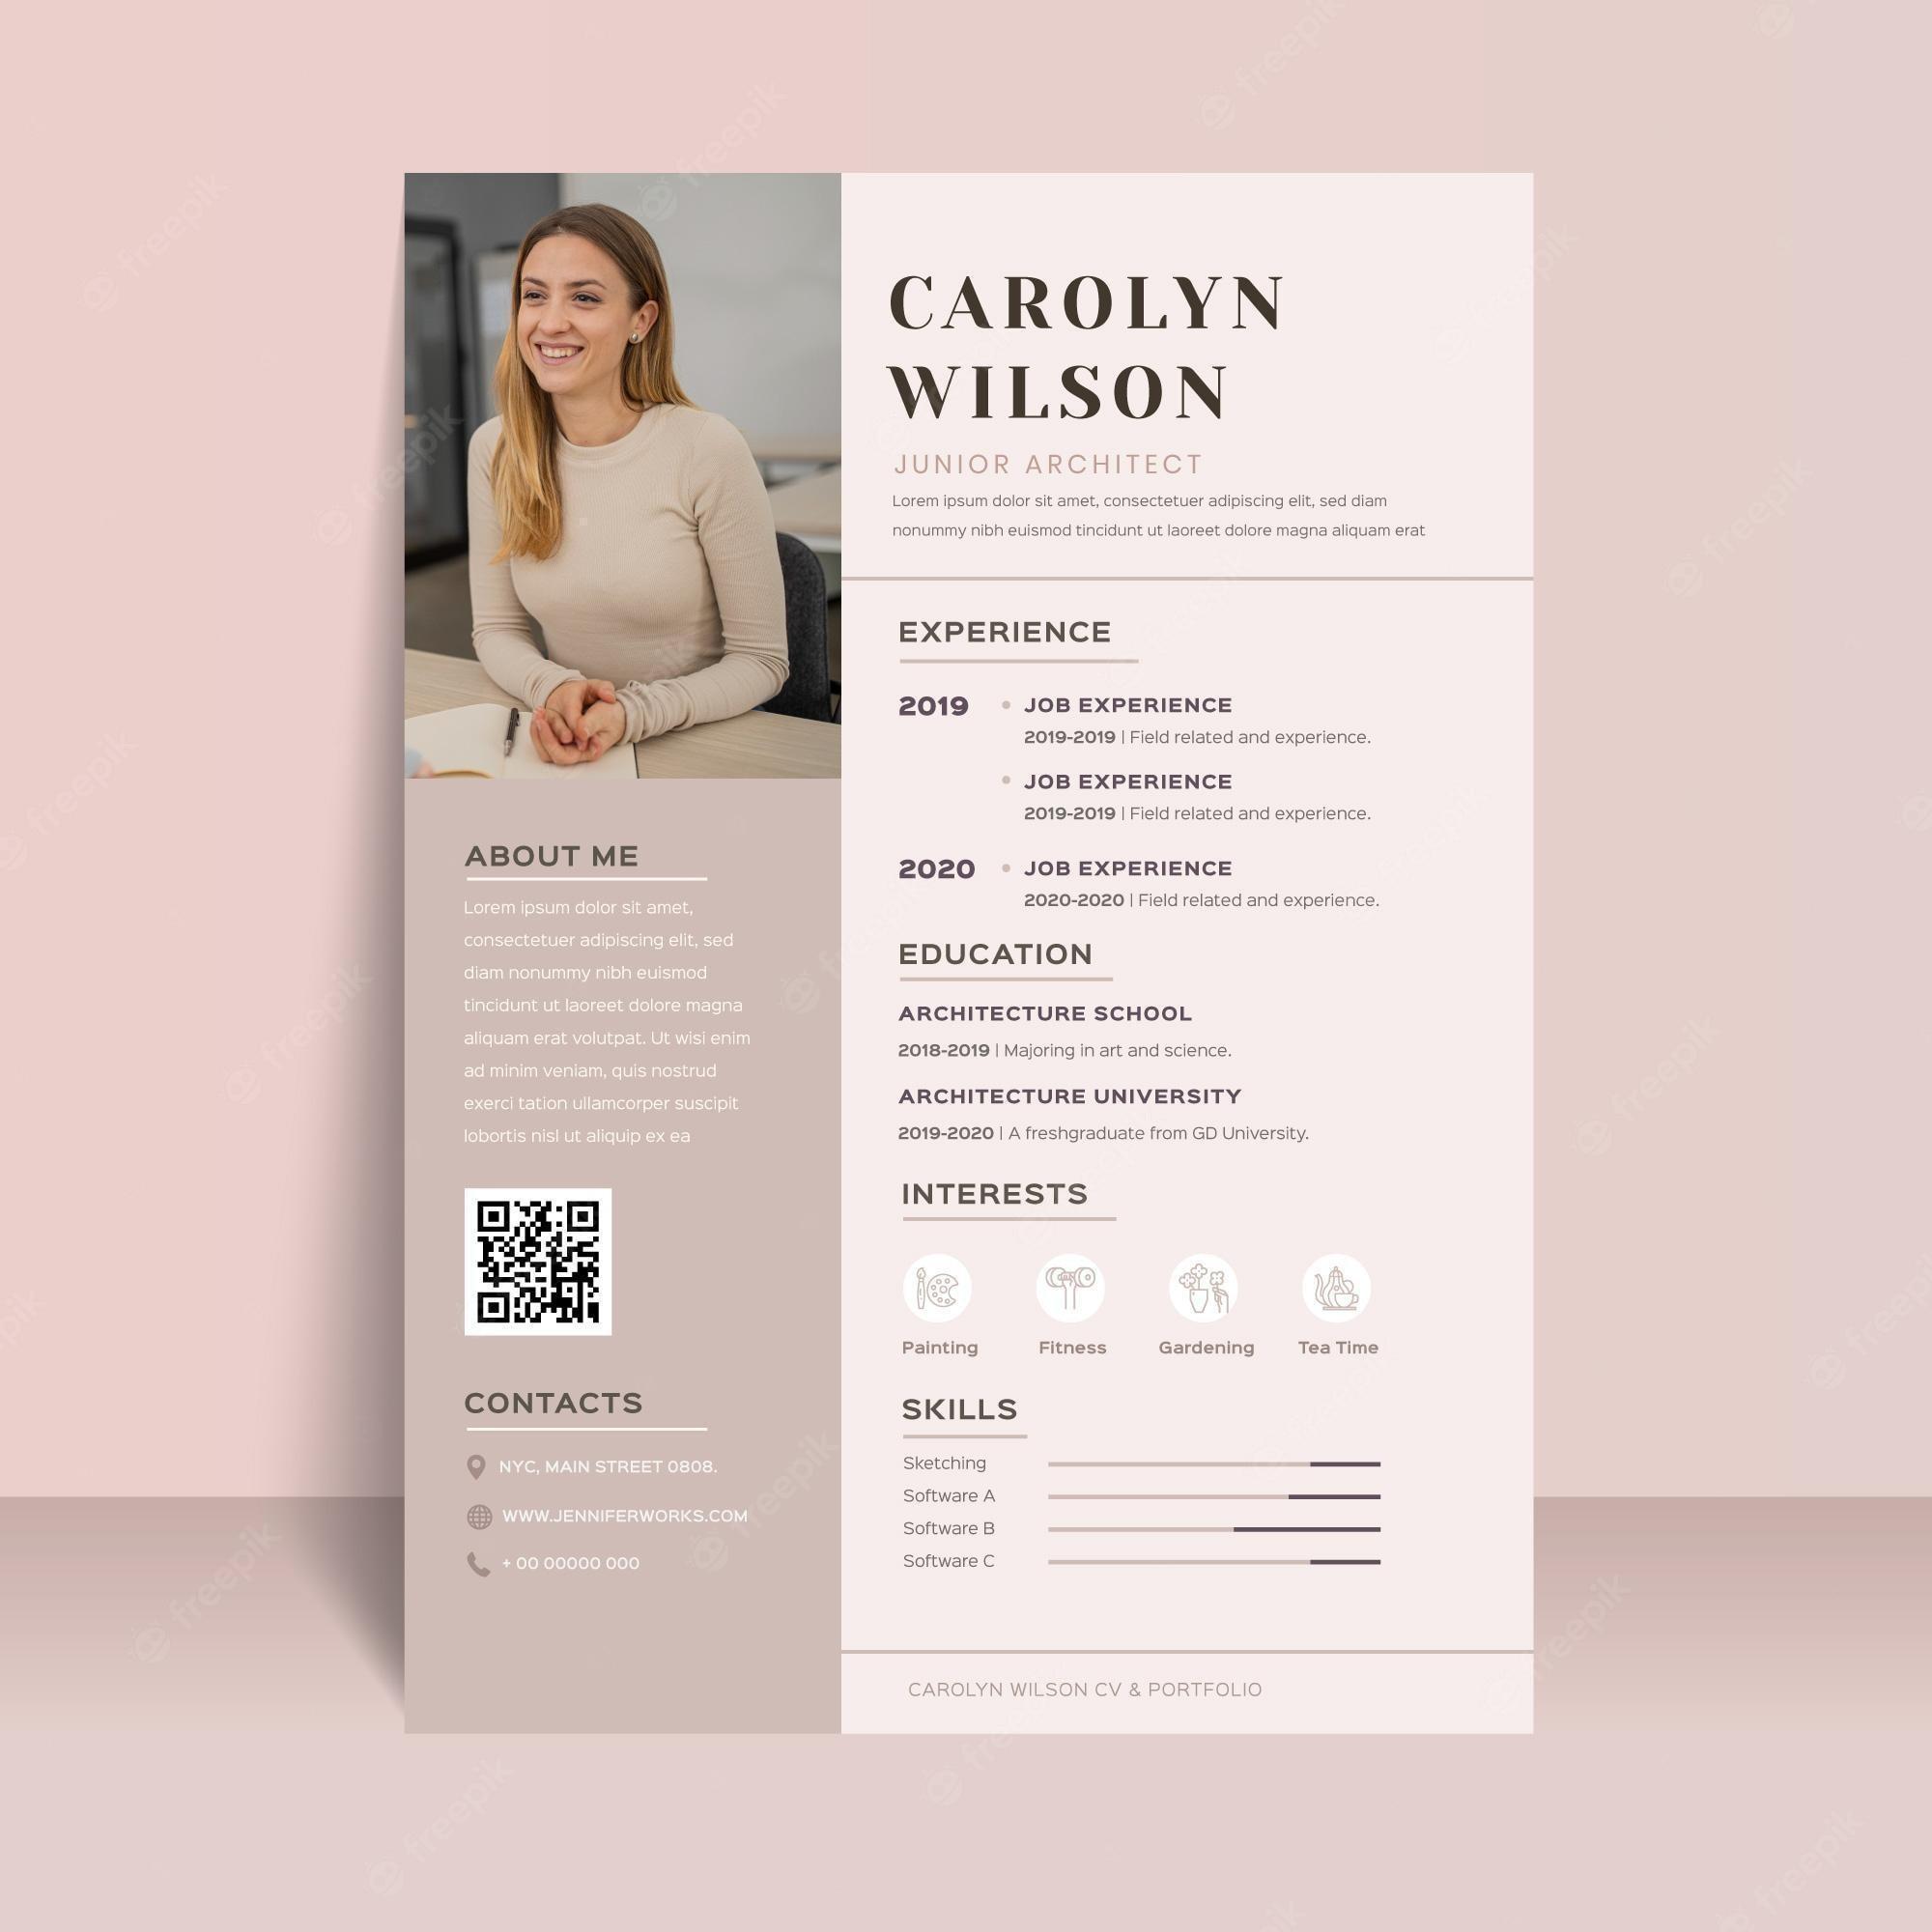 CAROLYN
WILSON
JUNIOR ARCHITECT
Lorem ipsum dolor sit amet, consectetuer adipiscing elit, sed diam
nonummy nibh euismod tincidunt ut laoreet dolore magna aliquam erat
ABOUT ME
Lorem ipsum dolor sit amet,
consectetuer adipiscing elit, sed
diam nonummy nibh euismod
tincidunt ut laoreet dolore magna
aliquam erat volutpat. Ut wisi enim
ad minim veniam, quis nostrud
exerci tation ullamcorper suscipit
lobortis nisl ut aliquip ex ea
CONTACTS
NYC, MAIN STREET 0808.
WWW.JENNIFERWORKS.COM
+ 00 00000 000
EXPERIENCE
2019 JOB EXPERIENCE
2019-2019 | Field related and experience.
JOB EXPERIENCE
2019-2019 | Field related and experience.
2020 JOB EXPERIENCE
2020-2020 | Field related and experience.
EDUCATION
ARCHITECTURE SCHOOL
2018-2019 | Majoring in art and science.
ARCHITECTURE UNIVERSITY
2019-2020 | A freshgraduate from GD University.
INTERESTS
Painting Fitness Gardening Tea Time
SKILLS
Sketching
Software A
Software B
Software C
CAROLYN WILSON CV & PORTFOLIO
freepik